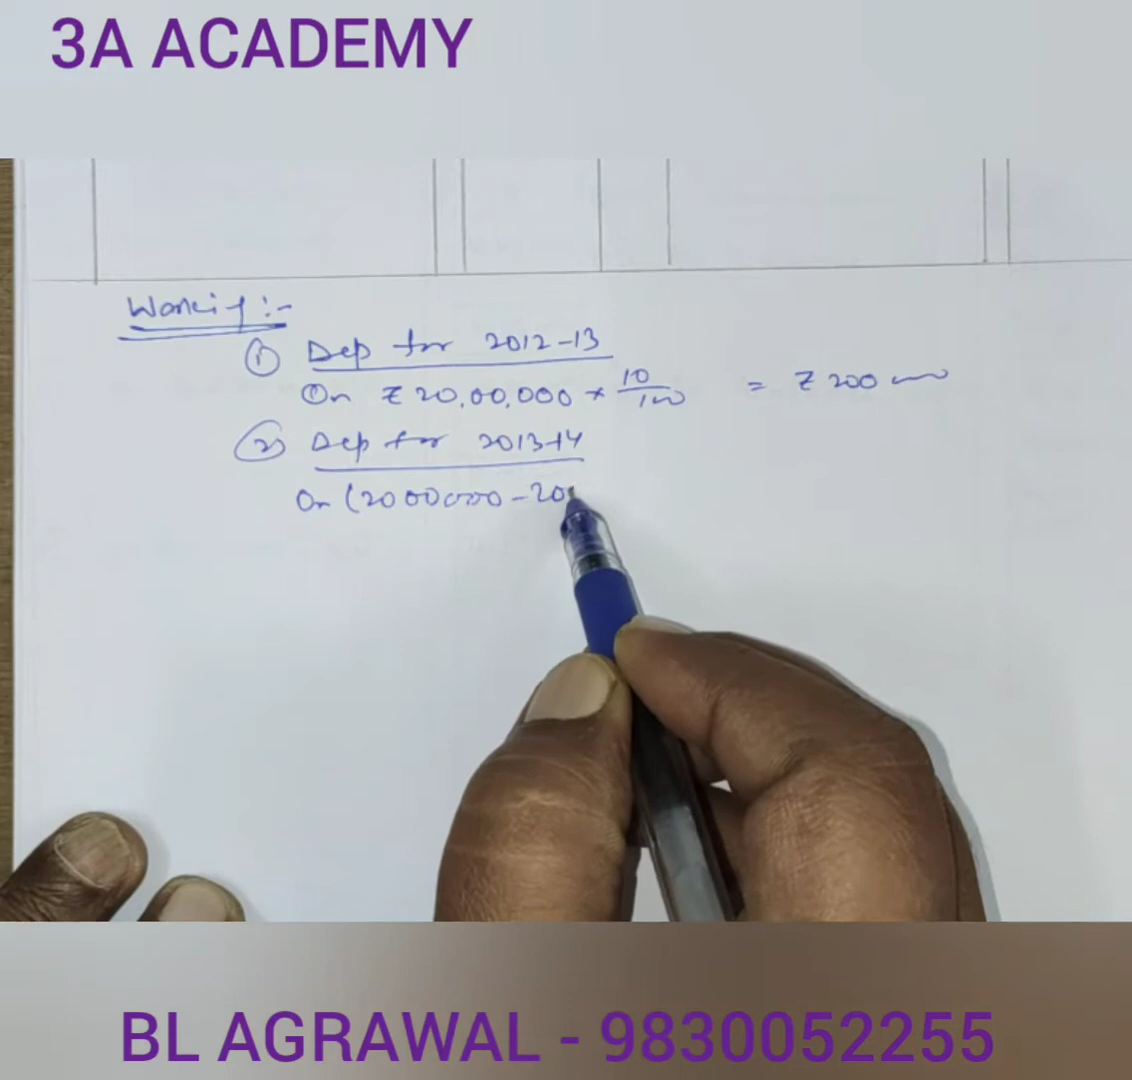 3A ACADEMY
Working :-
① Dep for 2012-13
On ₹ 20,00,000 × 10/100 = ₹ 200000
② Dep for 2013-14
On (2000000 - 20
BL AGRAWAL - 9830052255